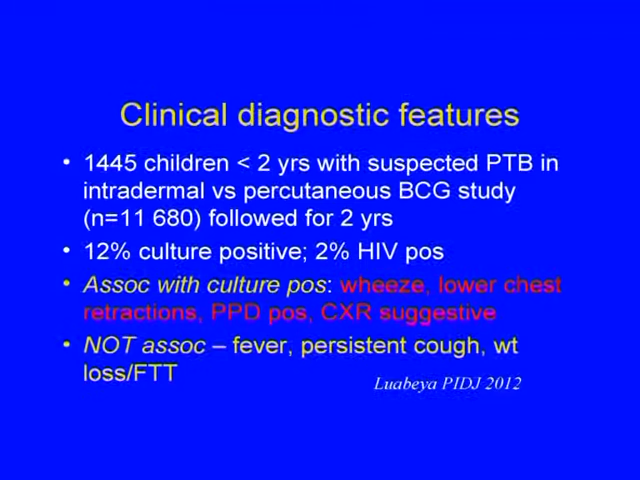 Clinical diagnostic features
• 1445 children < 2 yrs with suspected PTB in
intradermal vs percutaneous BCG study
(n=11 680) followed for 2 yrs
• 12% culture positive; 2% HIV pos
• Assoc with culture pos: wheeze, lower chest
retractions, PPD pos, CXR suggestive
• NOT assoc – fever, persistent cough, wt
loss/FTT
Luabeya PIDJ 2012